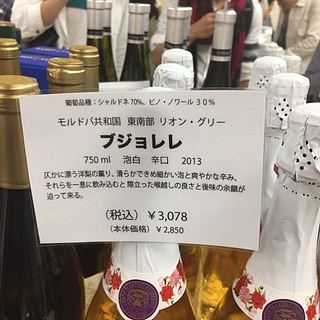 葡萄品種：シャルドネ70%、ピノ・ノワール３０%
モルドバ共和国　東南部 リオン・グリー
ブジョレレ
750 ml　泡白　辛口　2013
仄かに漂う洋梨の薫り、滑らかできめ細かい泡と爽やかな辛み、
それらを一息に飲み込むと 際立った喉越しの良さと後味の余韻が
迫って来る。
（税込）￥3,078
（本体価格）￥2,850